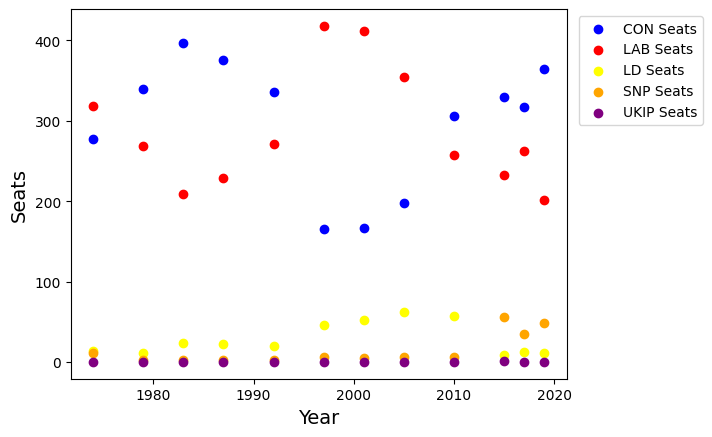 400
300
200
100
0
Seats
1980
1990
2000
2010
2020
Year
CON Seats
LAB Seats
LD Seats
SNP Seats
UKIP Seats